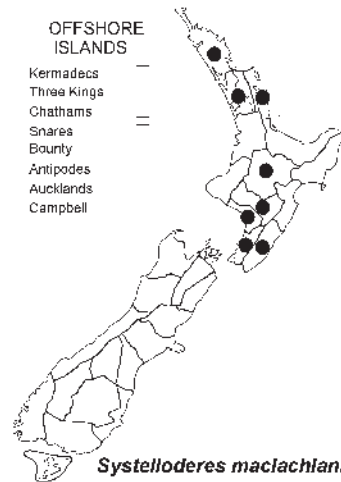 OFFSHORE
ISLANDS
Kermadecs
Three Kings
Chathams
Snares
Bounty
Antipodes
Aucklands
Campbell
Systelloderes maclachlan